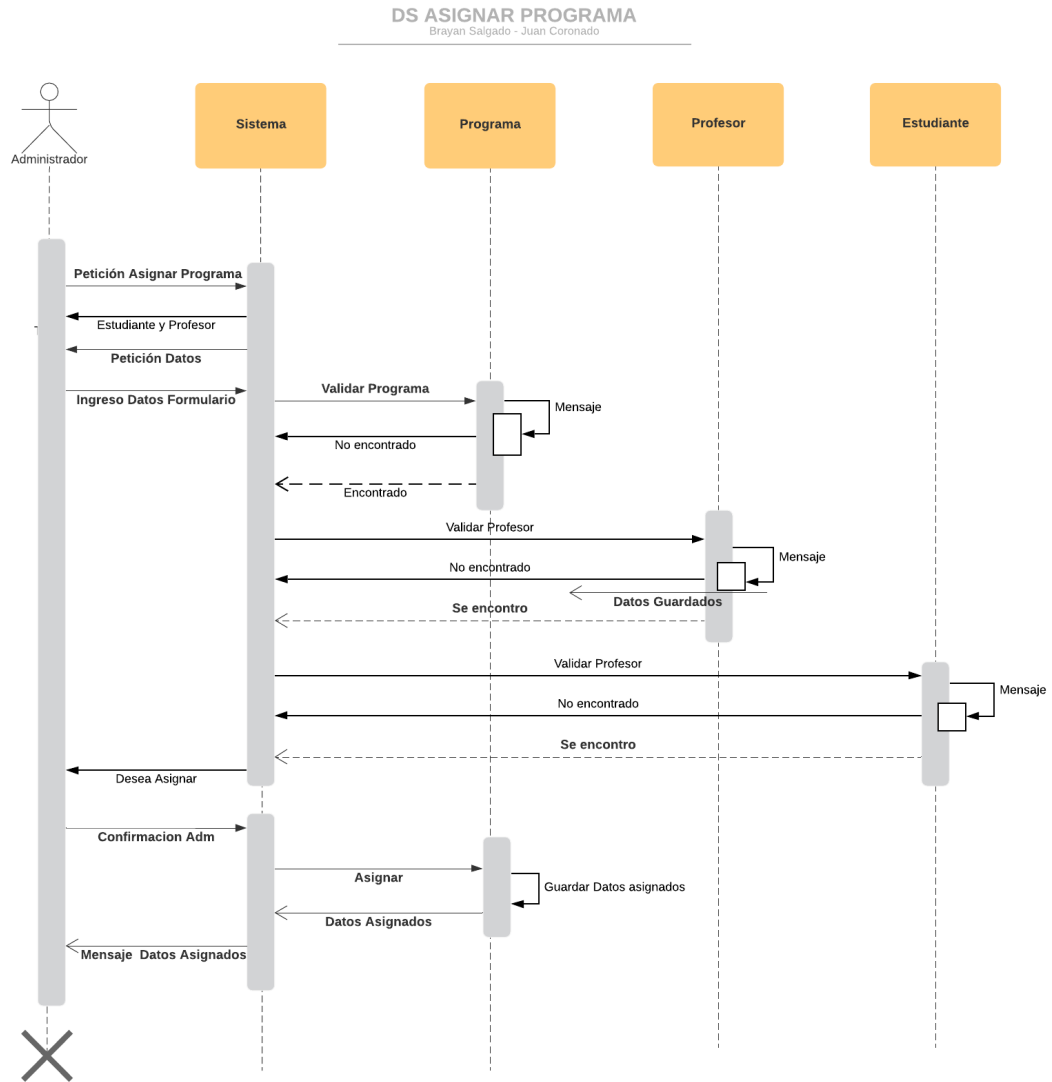 DS ASIGNAR PROGRAMA
Brayan Salgado - Juan Coronado
Administrador
Sistema
Programa
Profesor
Estudiante
Petición Asignar Programa
Estudiante y Profesor
Petición Datos
Ingreso Datos Formulario
Validar Programa
Mensaje
No encontrado
Encontrado
Validar Profesor
Mensaje
No encontrado
Datos Guardados
Se encontro
Validar Profesor
Mensaje
No encontrado
Se encontro
Desea Asignar
Confirmacion Adm
Asignar
Guardar Datos asignados
Datos Asignados
Mensaje Datos Asignados